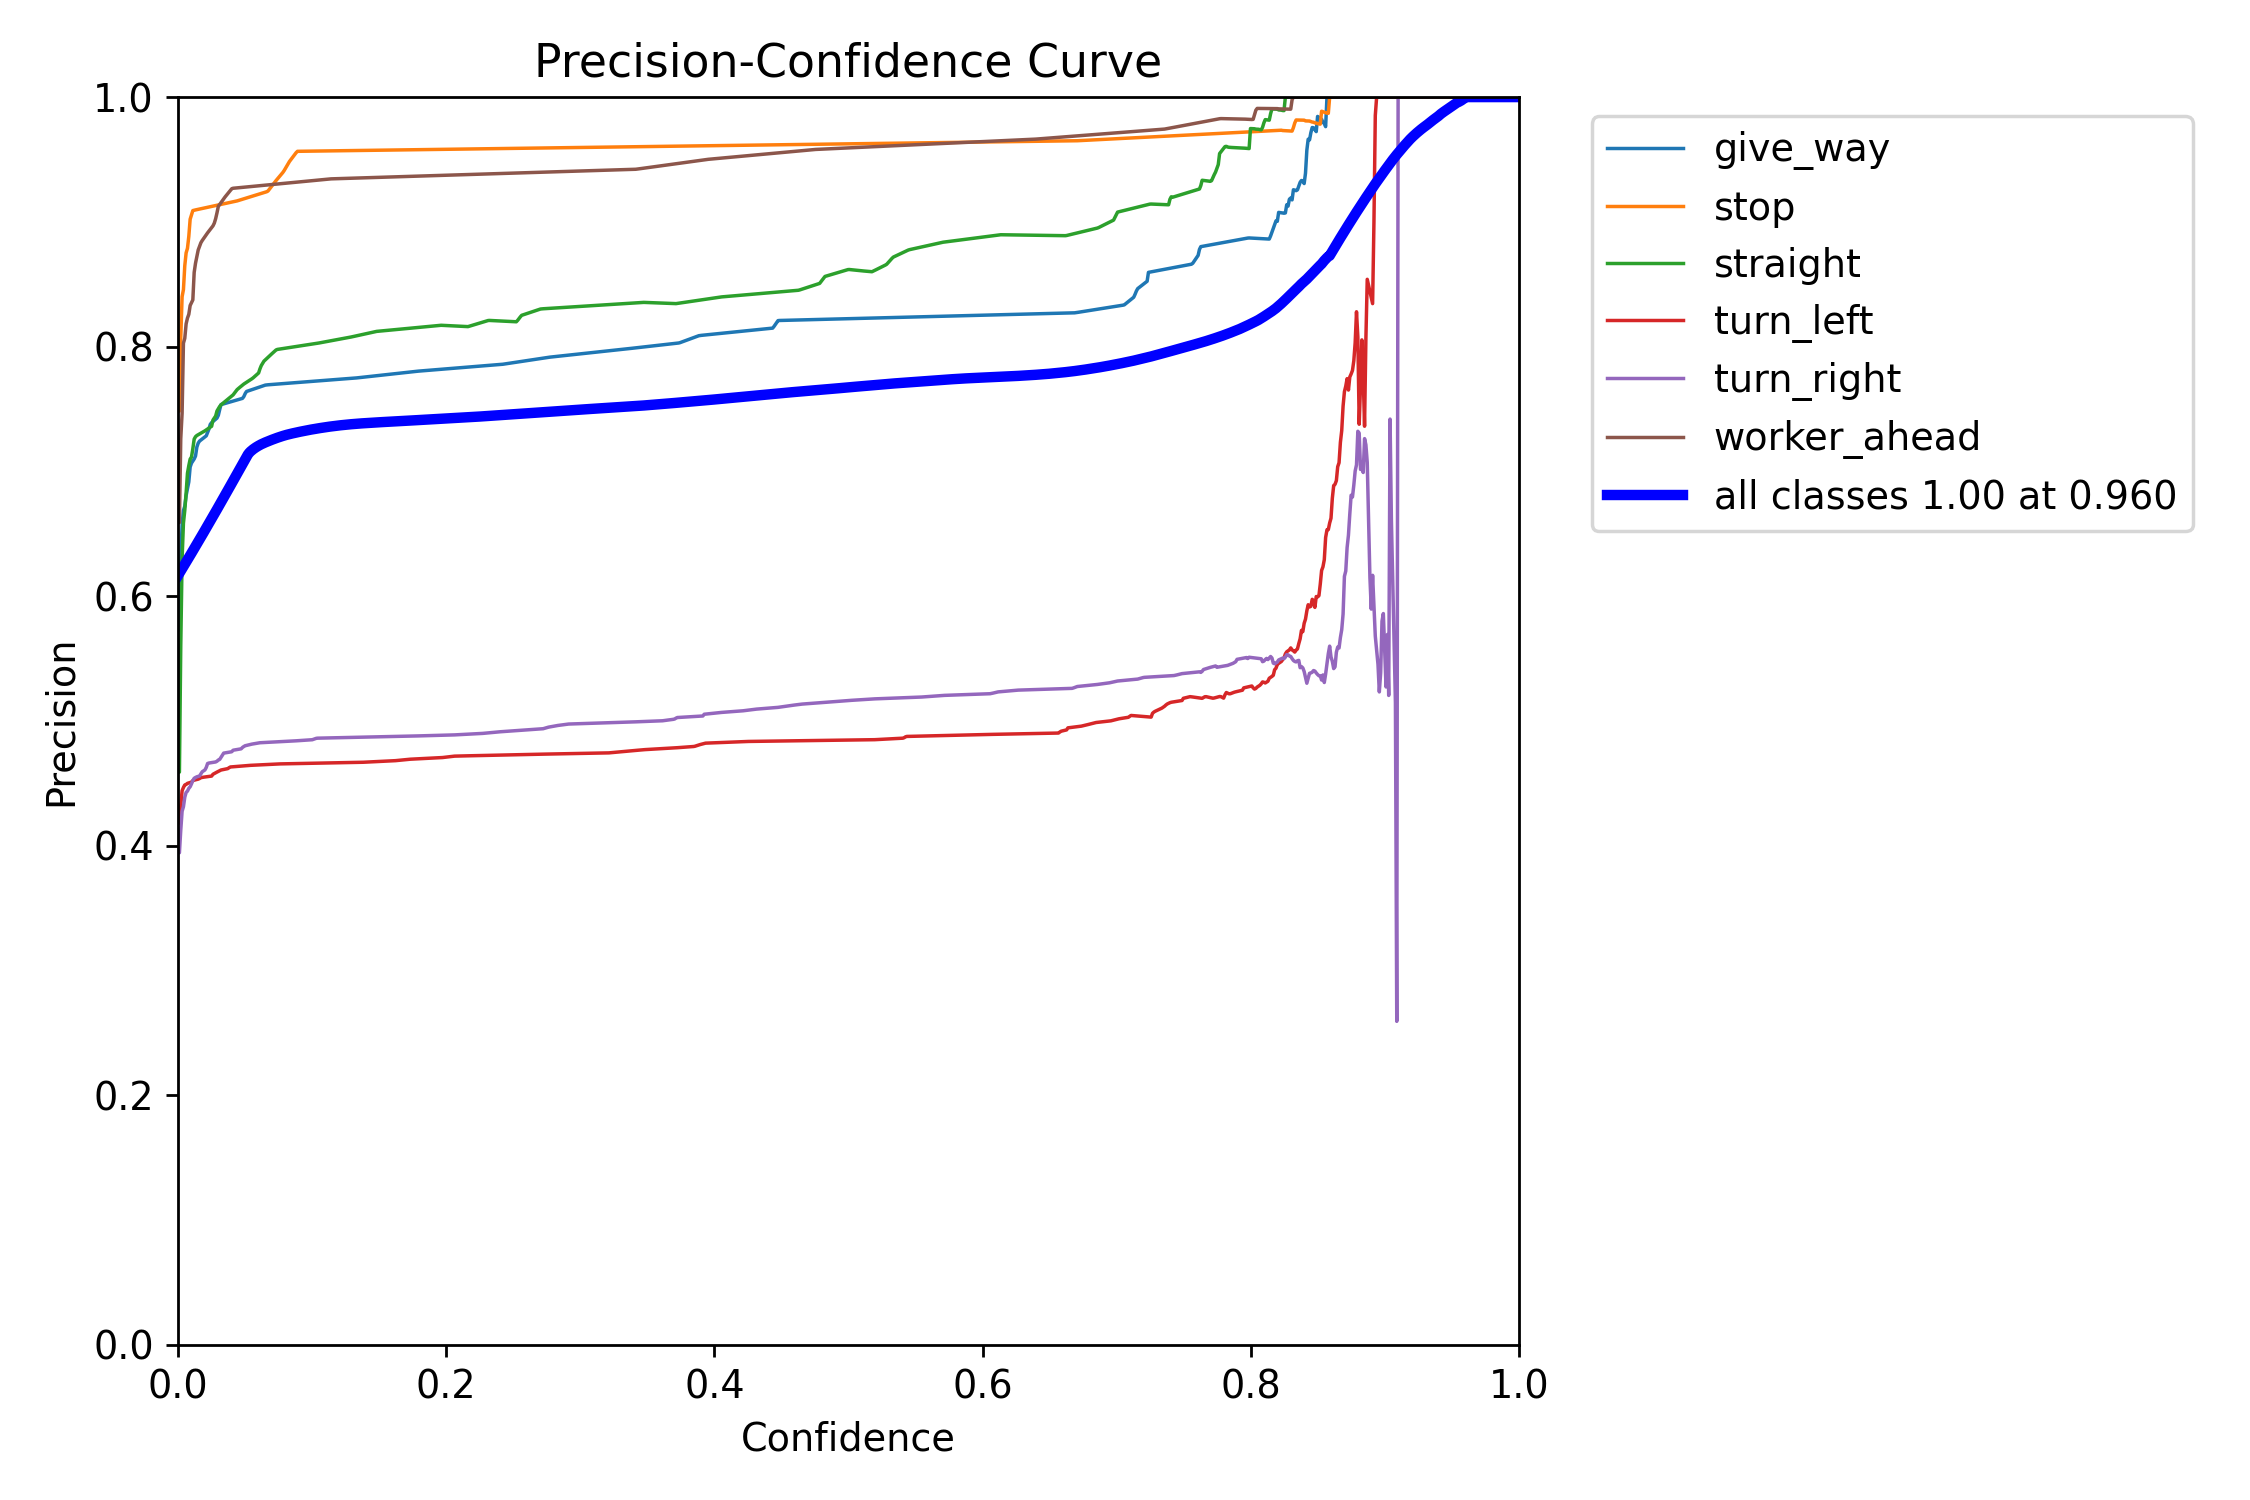 Precision-Confidence Curve
1.0
0.8
0.6
0.4
0.2
0.0
Precision
0.0 0.2 0.4 0.6 0.8 1.0
Confidence
give_way
stop
straight
turn_left
turn_right
worker_ahead
all classes 1.00 at 0.960